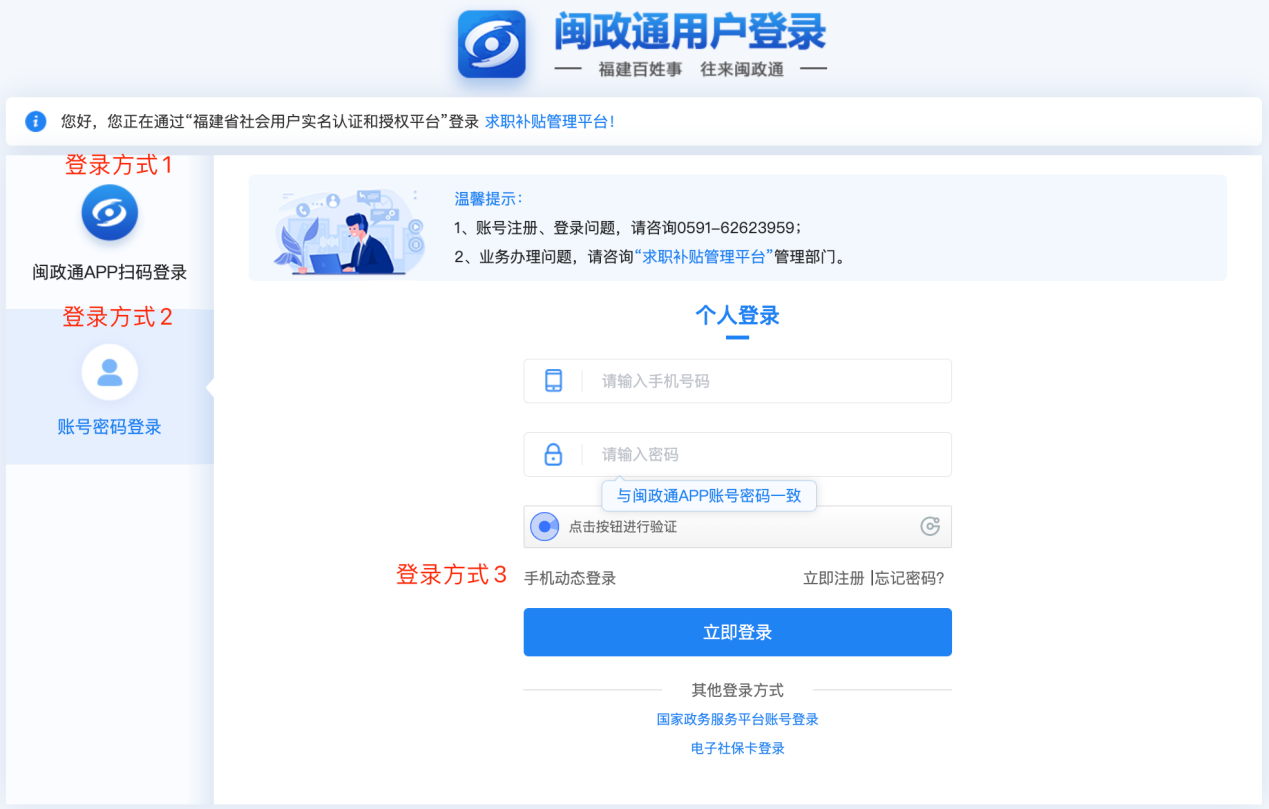 闽政通用户登录
福建百姓事 往来闽政通
您好，您正在通过“福建省社会用户实名认证和授权平台”登录 求职补贴管理平台!
登录方式1
闽政通APP扫码登录
登录方式2
账号密码登录
温馨提示:
1、账号注册、登录问题，请咨询0591-62623959;
2、业务办理问题，请咨询“求职补贴管理平台”管理部门。
个人登录
请输入手机号码
请输入密码
与闽政通APP账号密码一致
点击按钮进行验证
登录方式3
手机动态登录 立即注册 |忘记密码?
立即登录
其他登录方式
国家政务服务平台账号登录
电子社保卡登录